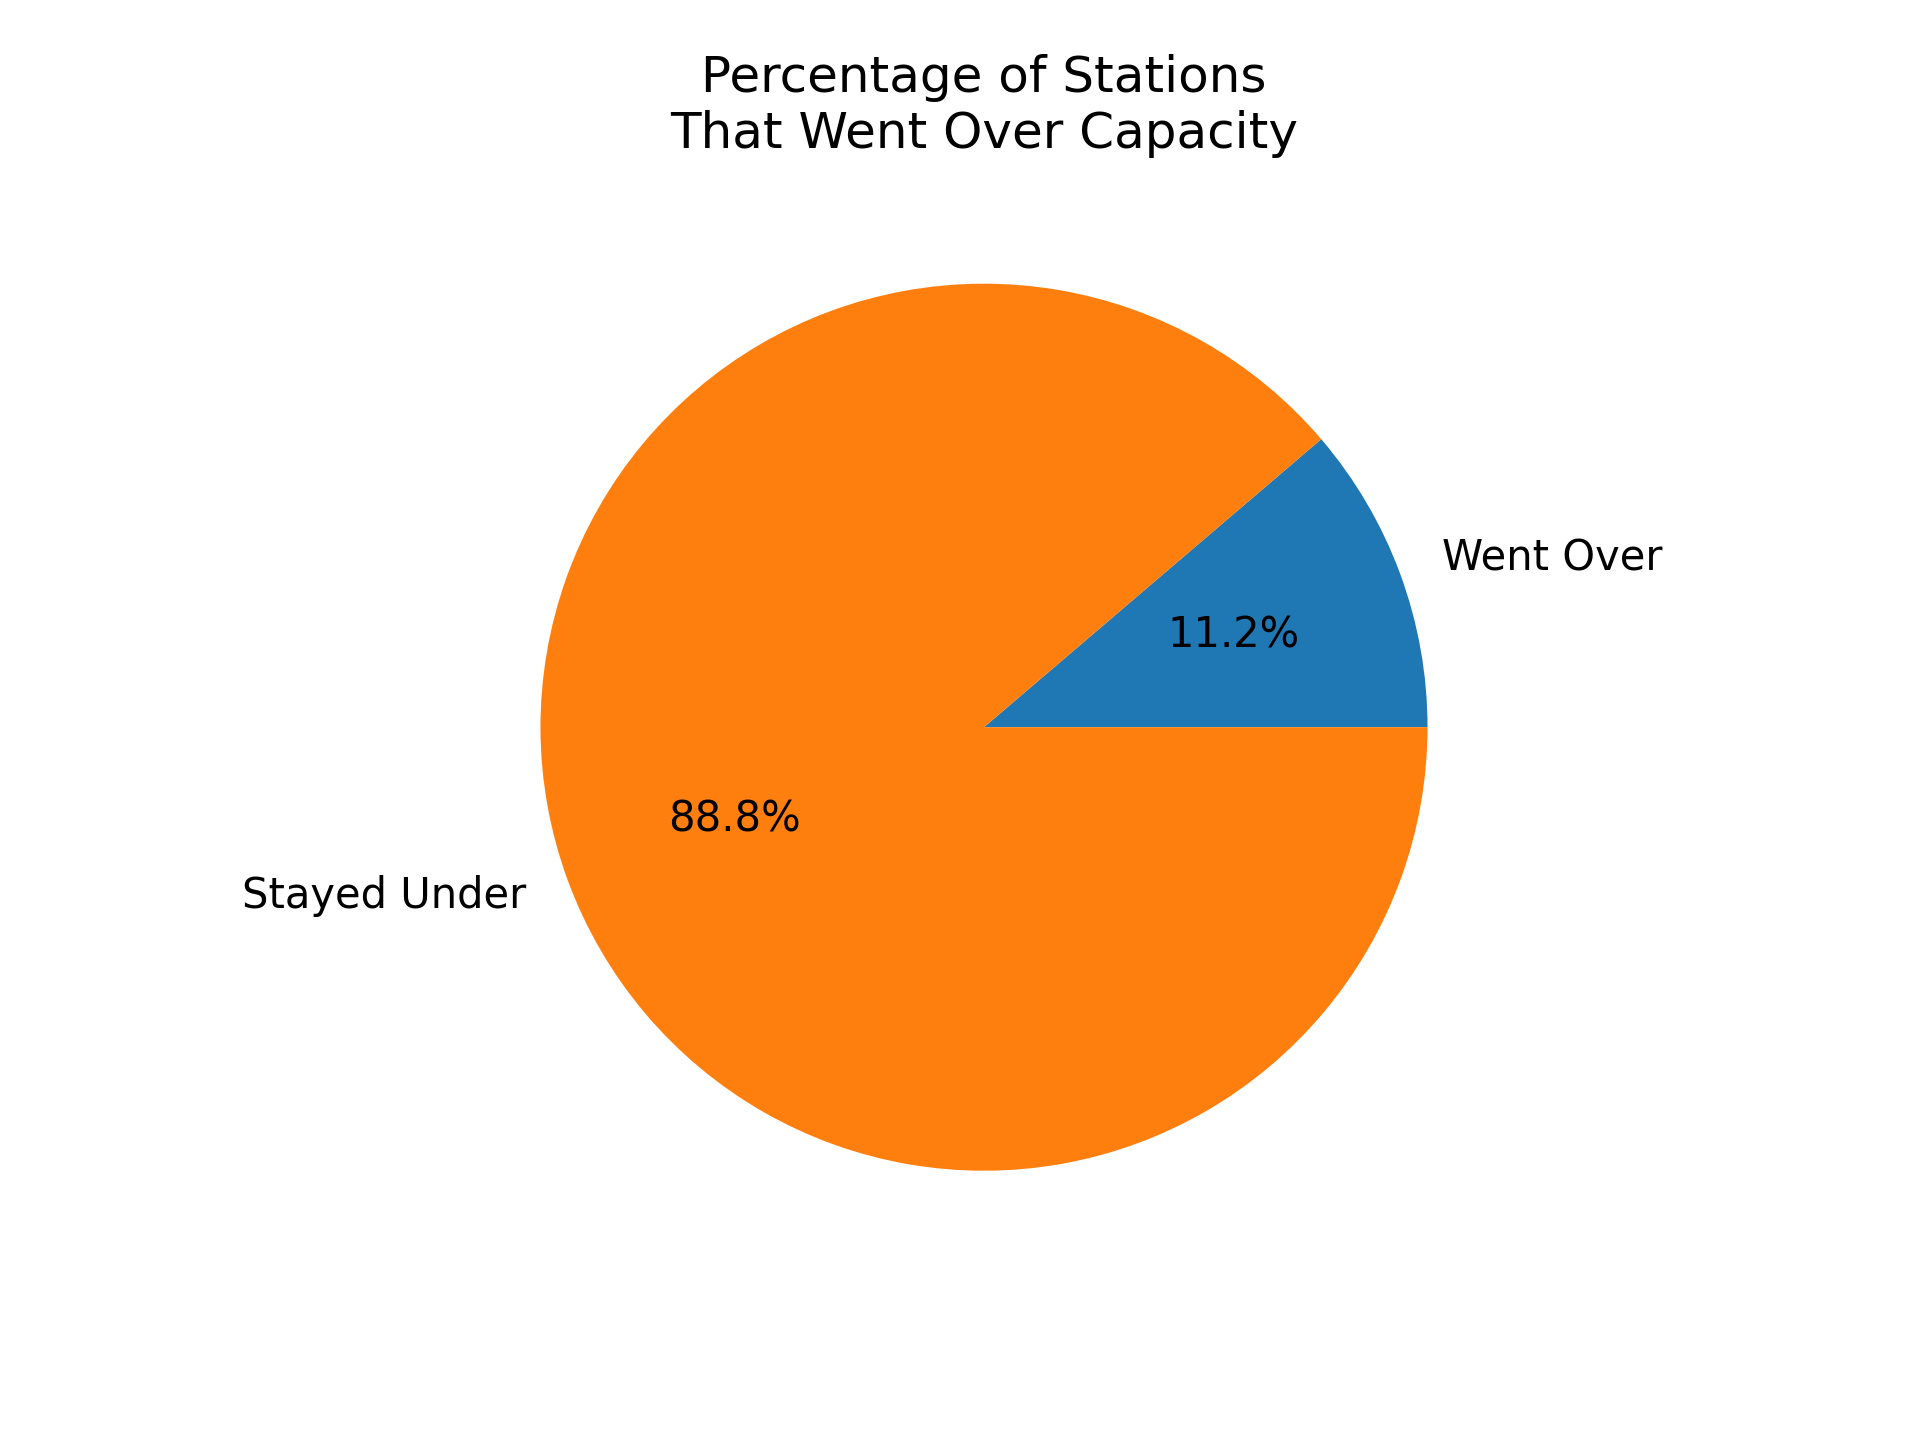 Percentage of Stations
That Went Over Capacity
Went Over
11.2%
88.8%
Stayed Under